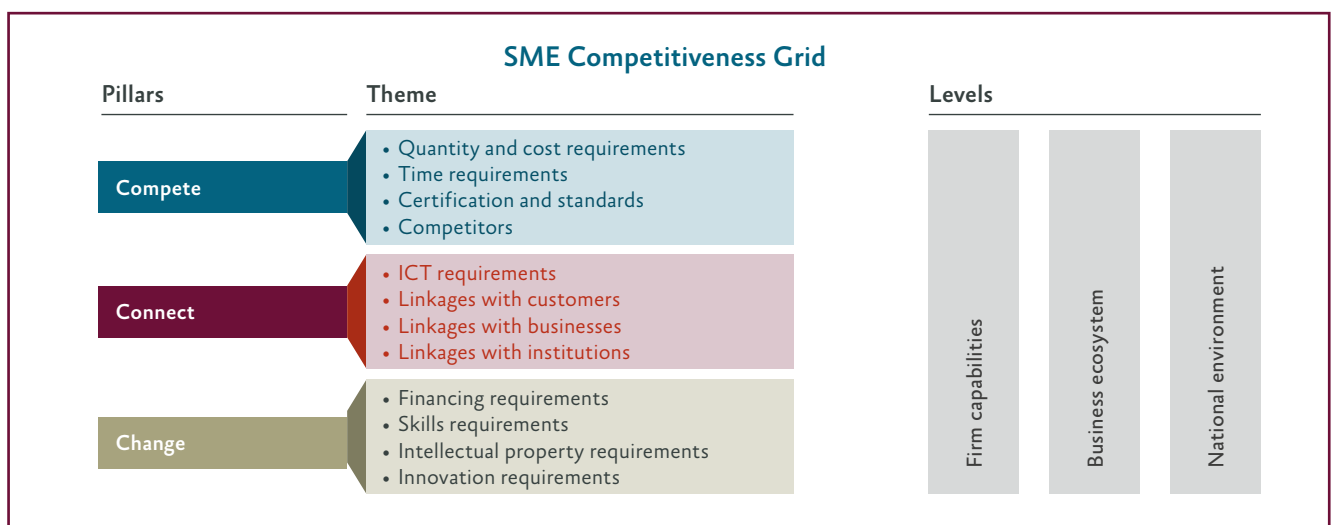 SME Competitiveness Grid
Pillars
Theme
Levels
Compete
• Quantity and cost requirements
• Time requirements
• Certification and standards
• Competitors
Connect
• ICT requirements
• Linkages with customers
• Linkages with businesses
• Linkages with institutions
Change
• Financing requirements
• Skills requirements
• Intellectual property requirements
• Innovation requirements
Firm capabilities
Business ecosystem
National environment